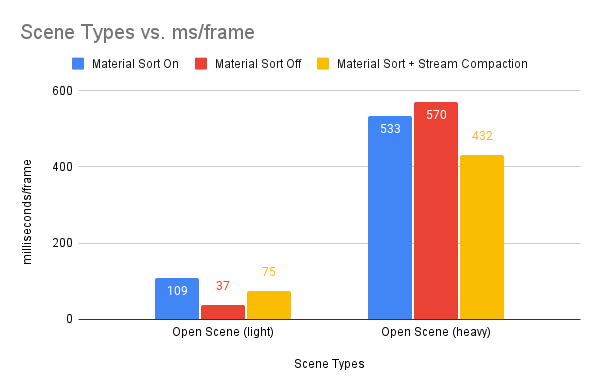 Scene Types vs. ms/frame
Material Sort On Material Sort Off Material Sort + Stream Compaction
milliseconds/frame
600
400
200
0
109
37
75
533
570
432
Open Scene (light) Open Scene (heavy)
Scene Types